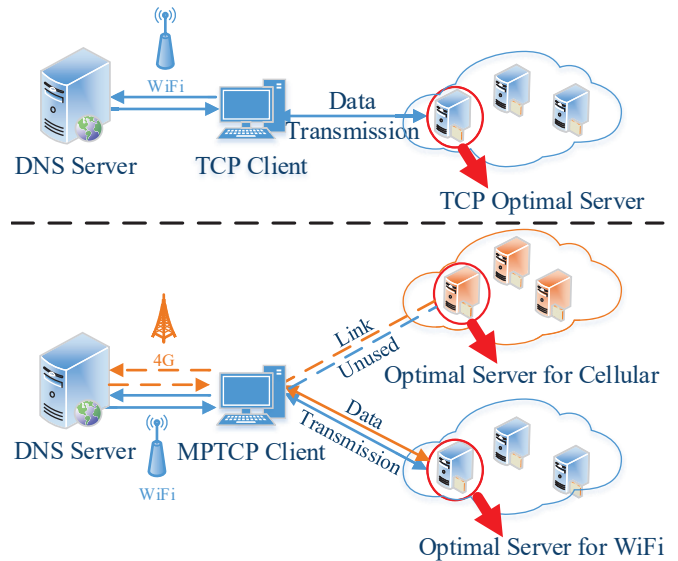 WiFi
Data
Transmission
DNS Server
TCP Client
TCP Optimal Server
Link
Unused
4G
Optimal Server for Cellular
Data
Transmission
DNS Server
MPTCP Client
WiFi
Optimal Server for WiFi